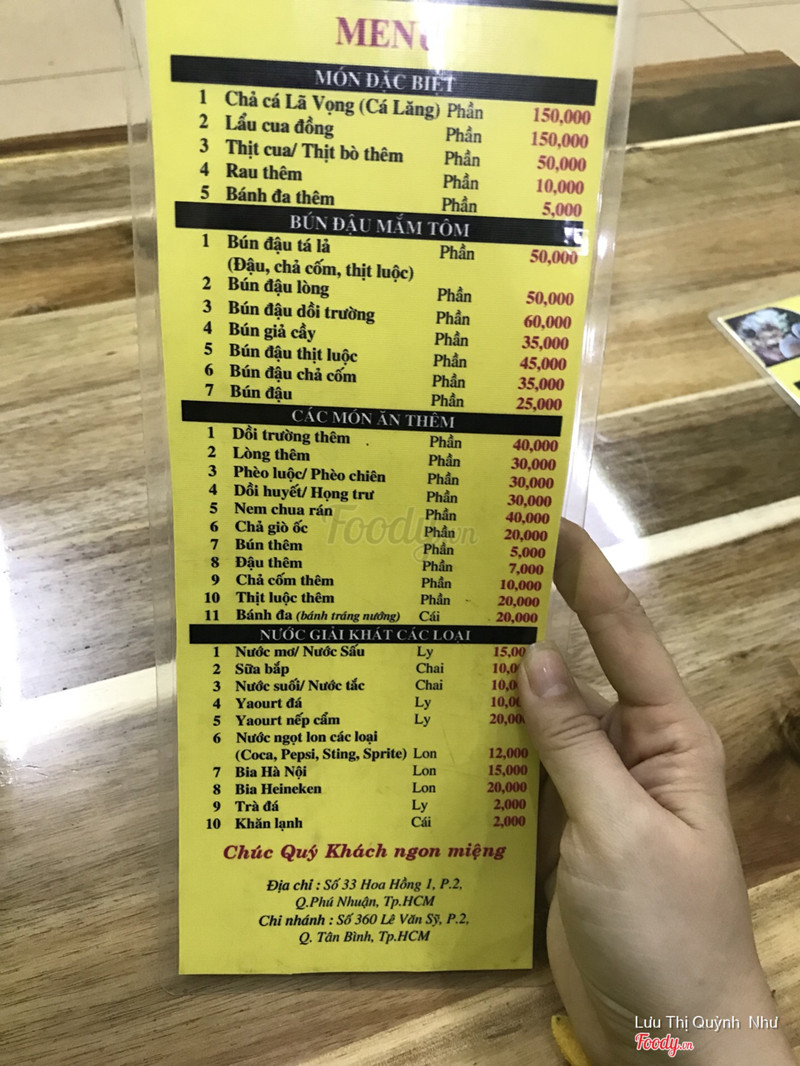 MENU
MÓN ĐẶC BIỆT
1 Chả cá Lã Vọng (Cá Lăng) Phần 150,000
2 Lẩu cua đồng Phần 150,000
3 Thịt cua/ Thịt bò thêm Phần 50,000
4 Rau thêm Phần 10,000
5 Bánh đa thêm Phần 5,000
BÚN ĐẬU MẮM TÔM
1 Bún đậu tá lả Phần 50,000
(Đậu, chả cốm, thịt luộc)
2 Bún đậu lòng Phần 50,000
3 Bún đậu dồi trường Phần 60,000
4 Bún giả cầy Phần 35,000
5 Bún đậu thịt luộc Phần 45,000
6 Bún đậu chả cốm Phần 35,000
7 Bún đậu Phần 25,000
CÁC MÓN ĂN THÊM
1 Dồi trường thêm Phần 40,000
2 Lòng thêm Phần 30,000
3 Phèo luộc/ Phèo chiên Phần 30,000
4 Dồi huyết/ Họng trư Phần 30,000
5 Nem chua rán Phần 40,000
6 Chả giò ốc Phần 20,000
7 Bún thêm Phần 5,000
8 Đậu thêm Phần 7,000
9 Chả cốm thêm Phần 10,000
10 Thịt luộc thêm Phần 20,000
11 Bánh đa (bánh tráng nướng) Cái 20,000
Foody.vn
NƯỚC GIẢI KHÁT CÁC LOẠI
1 Nước mơ/ Nước Sấu Ly 15,00
2 Sữa bắp Chai 10,0
3 Nước suối/ Nước tắc Chai 10,0
4 Yaourt đá Ly 10,0
5 Yaourt nếp cẩm Ly 20,00
6 Nước ngọt lon các loại
(Coca, Pepsi, Sting, Sprite) Lon 12,000
7 Bia Hà Nội Lon 15,000
8 Bia Heineken Lon 20,000
9 Trà đá Ly 2,000
10 Khăn lạnh Cái 2,000
Chúc Quý Khách ngon miệng
Địa chỉ : Số 33 Hoa Hồng 1, P.2,
Q.Phú Nhuận, Tp.HCM
Chi nhánh : Số 360 Lê Văn Sỹ, P.2,
Q. Tân Bình, Tp.HCM
Lưu Thị Quỳnh Như
Foody.vn